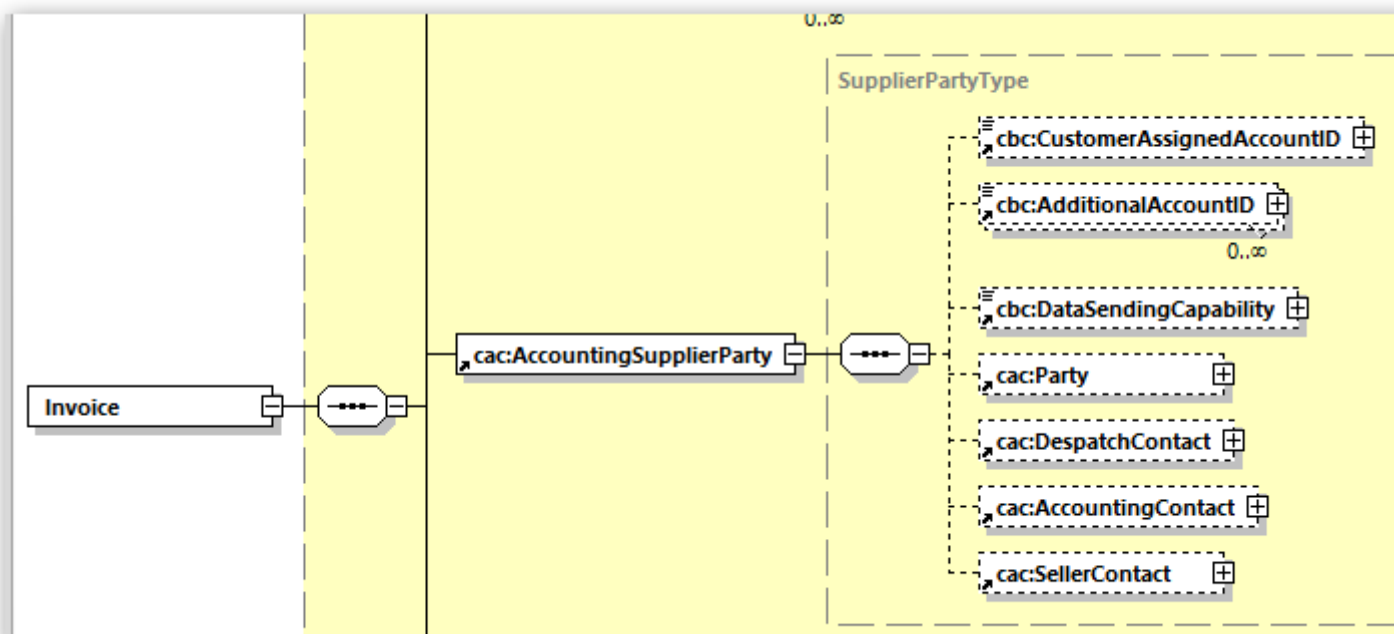 0..∞
SupplierPartyType
cbc:CustomerAssignedAccountID
cbc:AdditionalAccountID
0..∞
cbc:DataSendingCapability
cac:AccountingSupplierParty
cac:Party
Invoice
cac:DespatchContact
cac:AccountingContact
cac:SellerContact